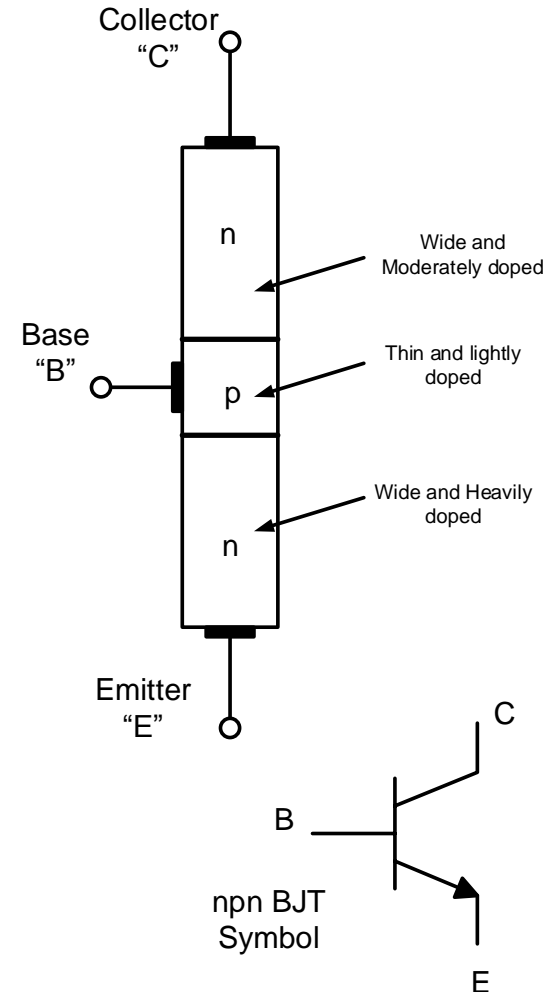 Collector
“C”
n
Wide and
Moderately doped
Base
“B”
Thin and lightly
doped
p
Wide and Heavily
doped
n
Emitter
“E”
C
B
npn BJT
Symbol
E